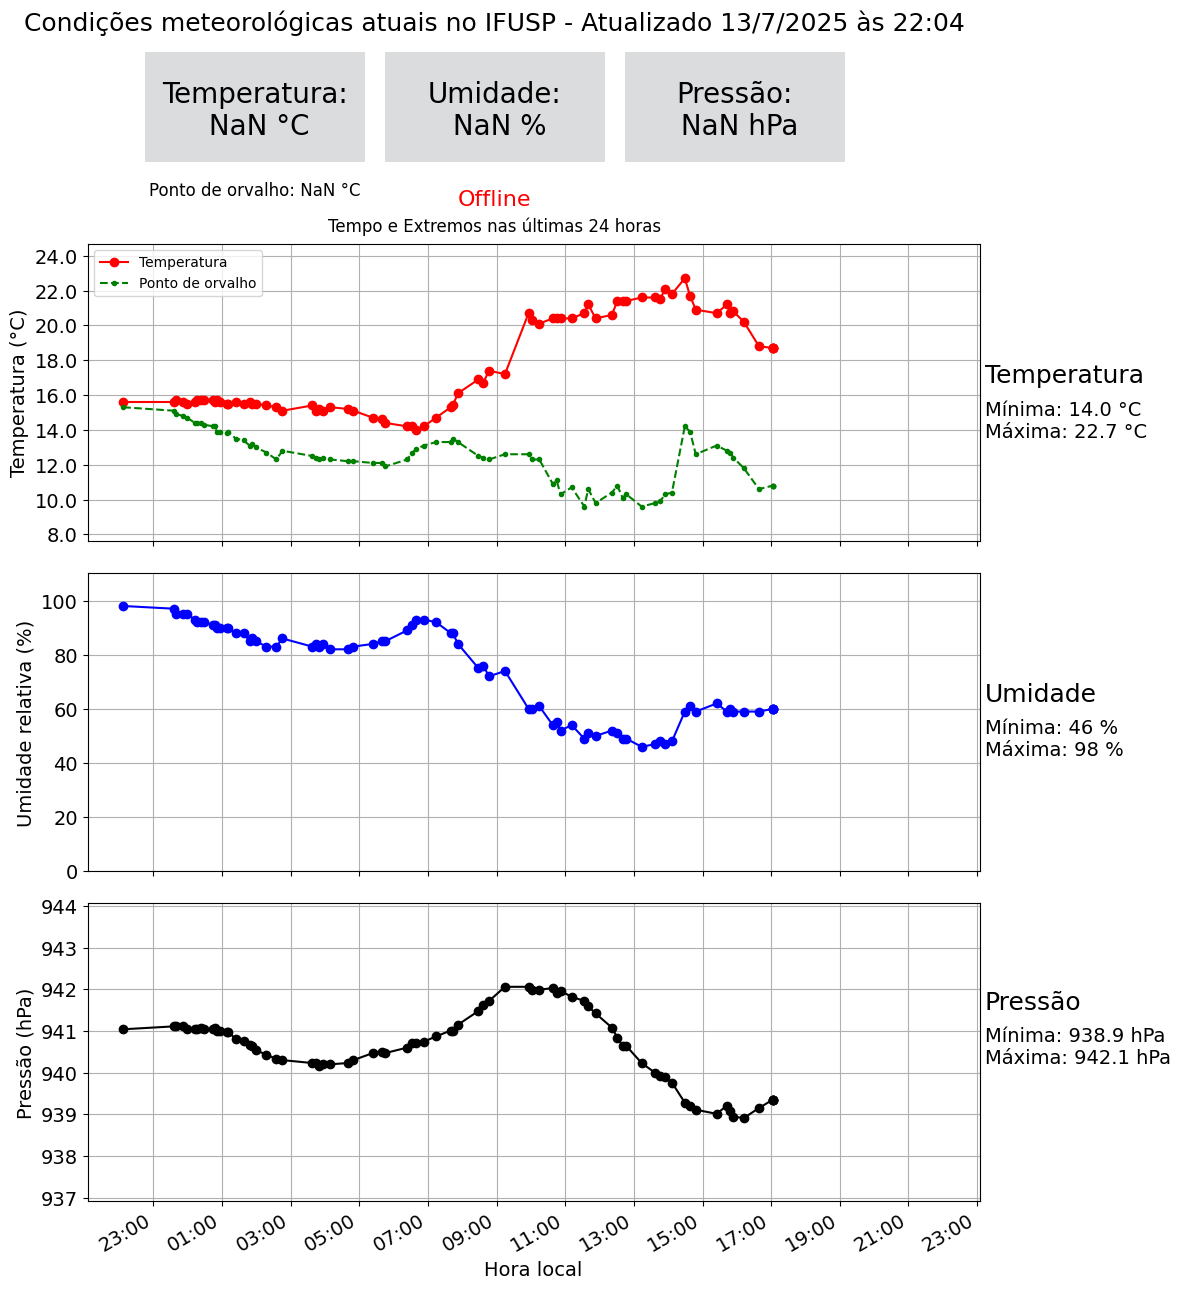 Condições meteorológicas atuais no IFUSP - Atualizado 13/7/2025 às 22:04
Temperatura:
NaN °C
Umidade:
NaN %
Pressão:
NaN hPa
Ponto de orvalho: NaN °C
Offline
Tempo e Extremos nas últimas 24 horas
Temperatura
Ponto de orvalho
Temperatura (°C)
24.0
22.0
20.0
18.0
16.0
14.0
12.0
10.0
8.0
Temperatura
Mínima: 14.0 °C
Máxima: 22.7 °C
Umidade relativa (%)
100
80
60
40
20
0
Umidade
Mínima: 46 %
Máxima: 98 %
Pressão (hPa)
944
943
942
941
940
939
938
937
Pressão
Mínima: 938.9 hPa
Máxima: 942.1 hPa
23:00 01:00 03:00 05:00 07:00 09:00 11:00 13:00 15:00 17:00 19:00 21:00 23:00
Hora local